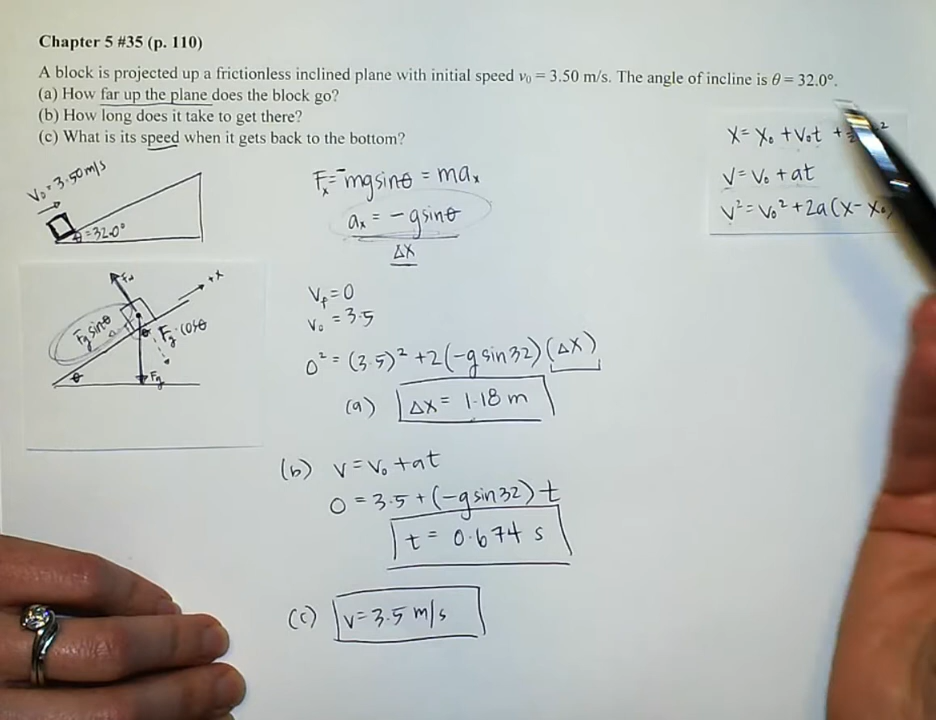 Chapter 5 #35 (p. 110)
A block is projected up a frictionless inclined plane with initial speed v₀ = 3.50 m/s. The angle of incline is θ = 32.0°.
(a) How far up the plane does the block go?
(b) How long does it take to get there?
(c) What is its speed when it gets back to the bottom?
x = x₀ + v₀t +
v = v₀ + at
v² = v₀² + 2a(x - x₀
v₀ = 3.50 m/s
θ = 32.0°
Fₓ = -mg sinθ = maₓ
aₓ = -g sinθ
Δx
+x
Fg sinθ
Fg cosθ
θ
θ
Fg
v_f = 0
v₀ = 3.5
0² = (3.5)² + 2(-g sin 32)(Δx)
(a) Δx = 1.18 m
(b) v = v₀ + at
0 = 3.5 + (-g sin 32) t
t = 0.674 s
(c) v = 3.5 m/s